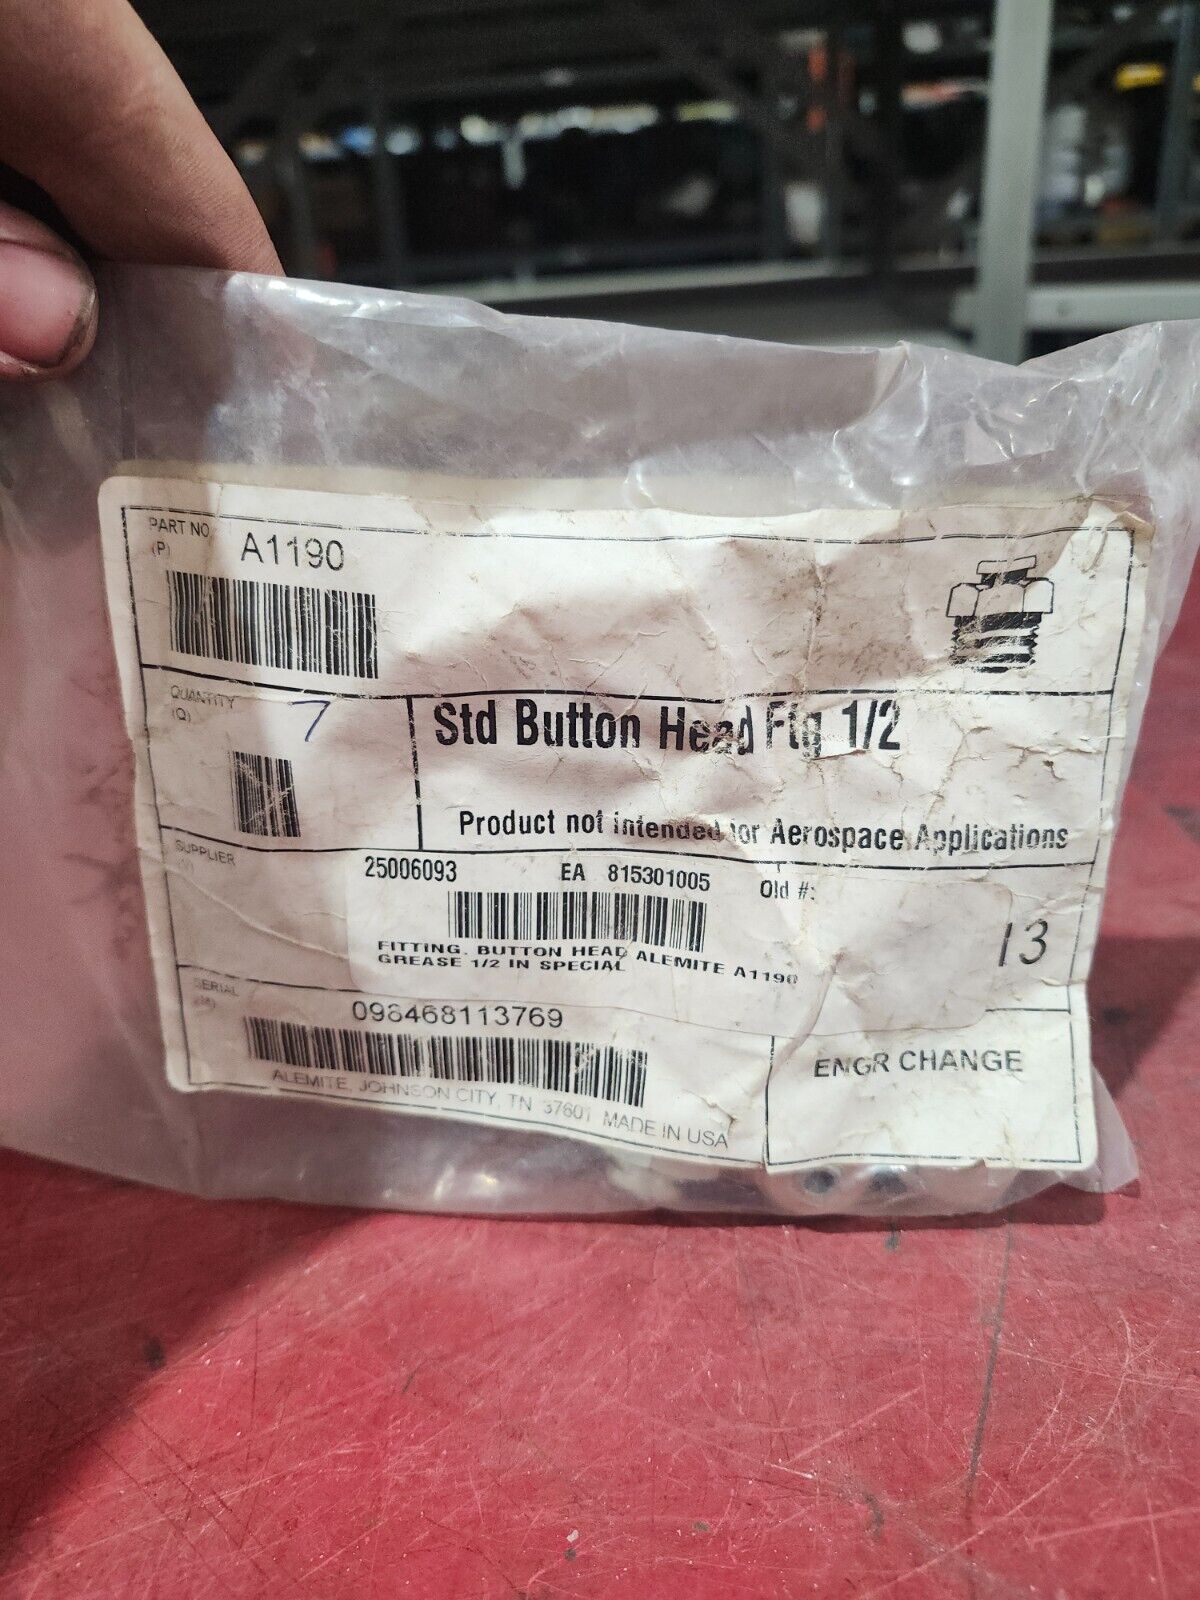 PART NO
(P)
A1190
QUANTITY
(Q)
7
Std Button Head Ftg 1/2
Product not intended for Aerospace Applications
SUPPLIER
25006093 EA 815301005 Old #:
FITTING, BUTTON HEAD ALEMITE A1190
GREASE 1/2 IN SPECIAL
13
SERIAL
098468113769
ALEMITE, JOHNSON CITY, TN 37601 MADE IN USA
ENGR CHANGE